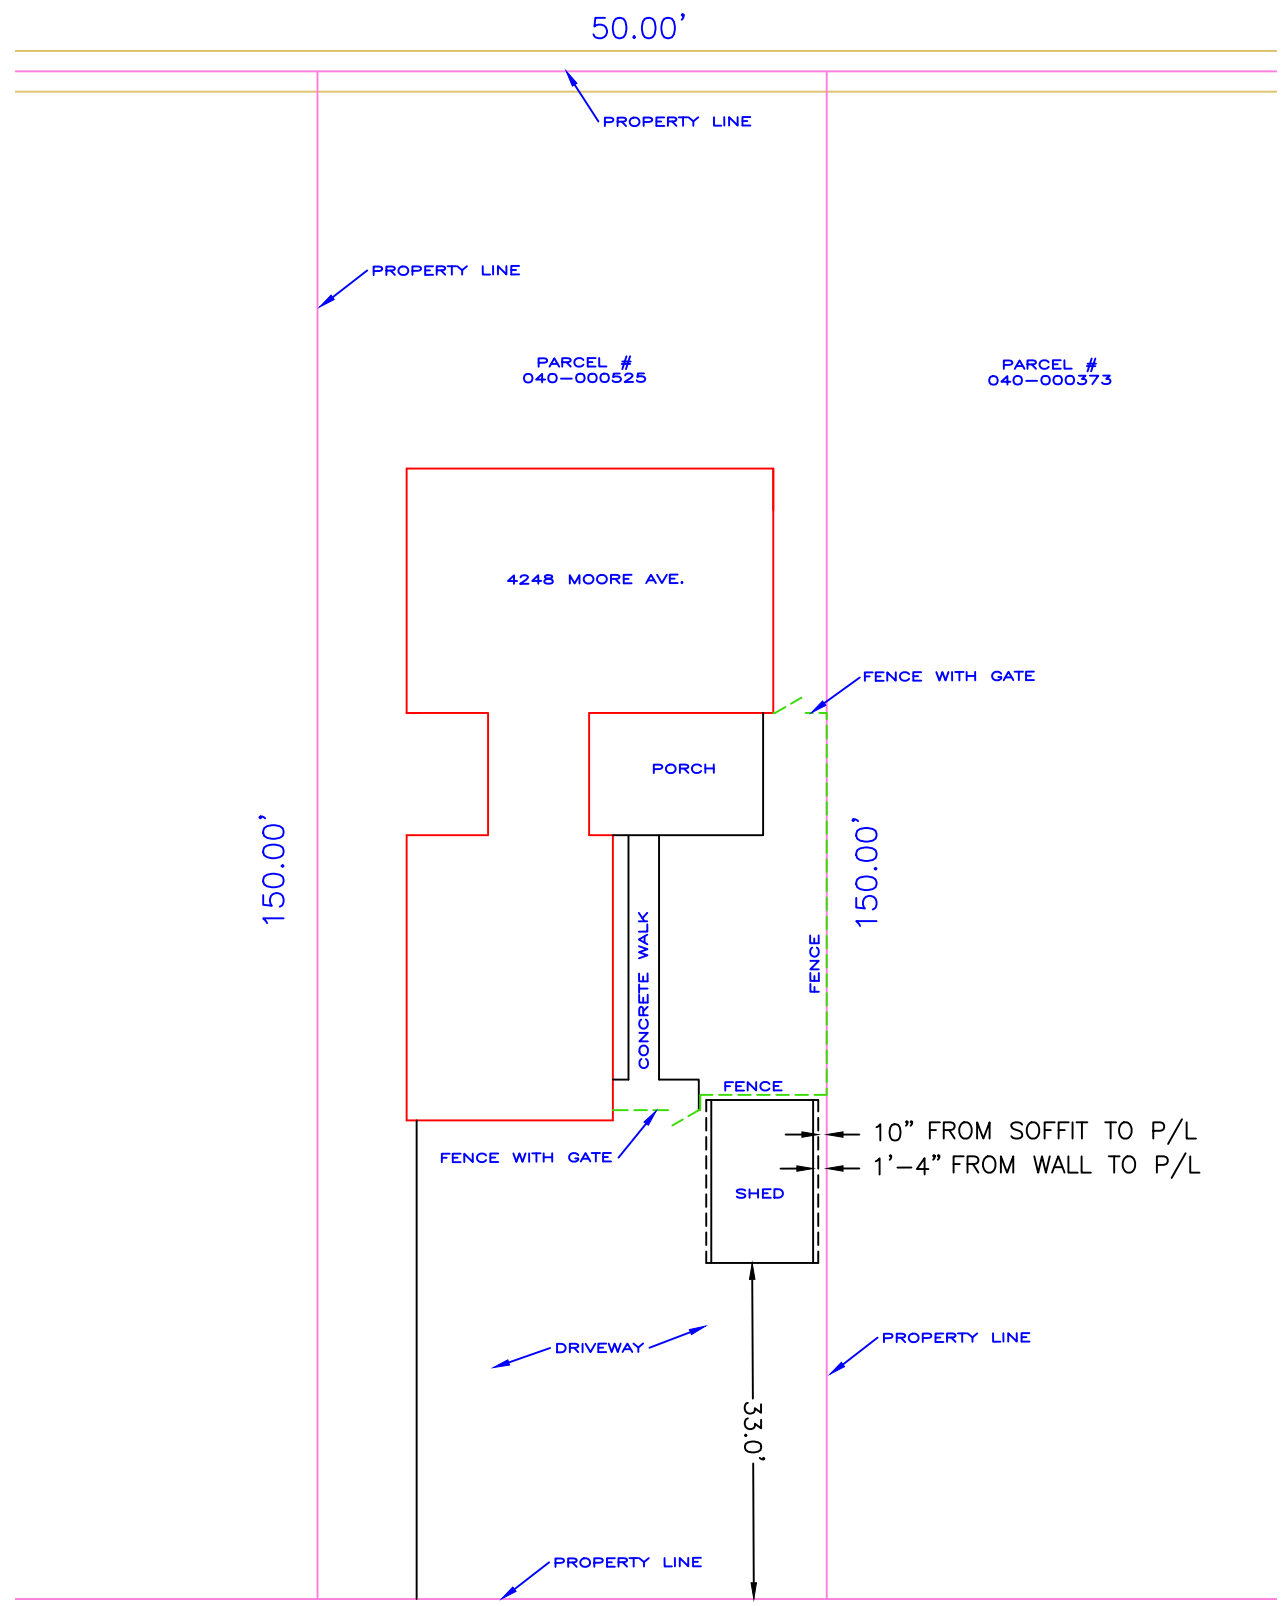 50.00'
PROPERTY LINE
PROPERTY LINE
PARCEL #
040-000525
PARCEL #
040-000373
4248 MOORE AVE.
FENCE WITH GATE
PORCH
150.00'
150.00'
CONCRETE WALK
FENCE
FENCE
10” FROM SOFFIT TO P/L
FENCE WITH GATE
1'-4” FROM WALL TO P/L
SHED
DRIVEWAY
PROPERTY LINE
33.0'
PROPERTY LINE